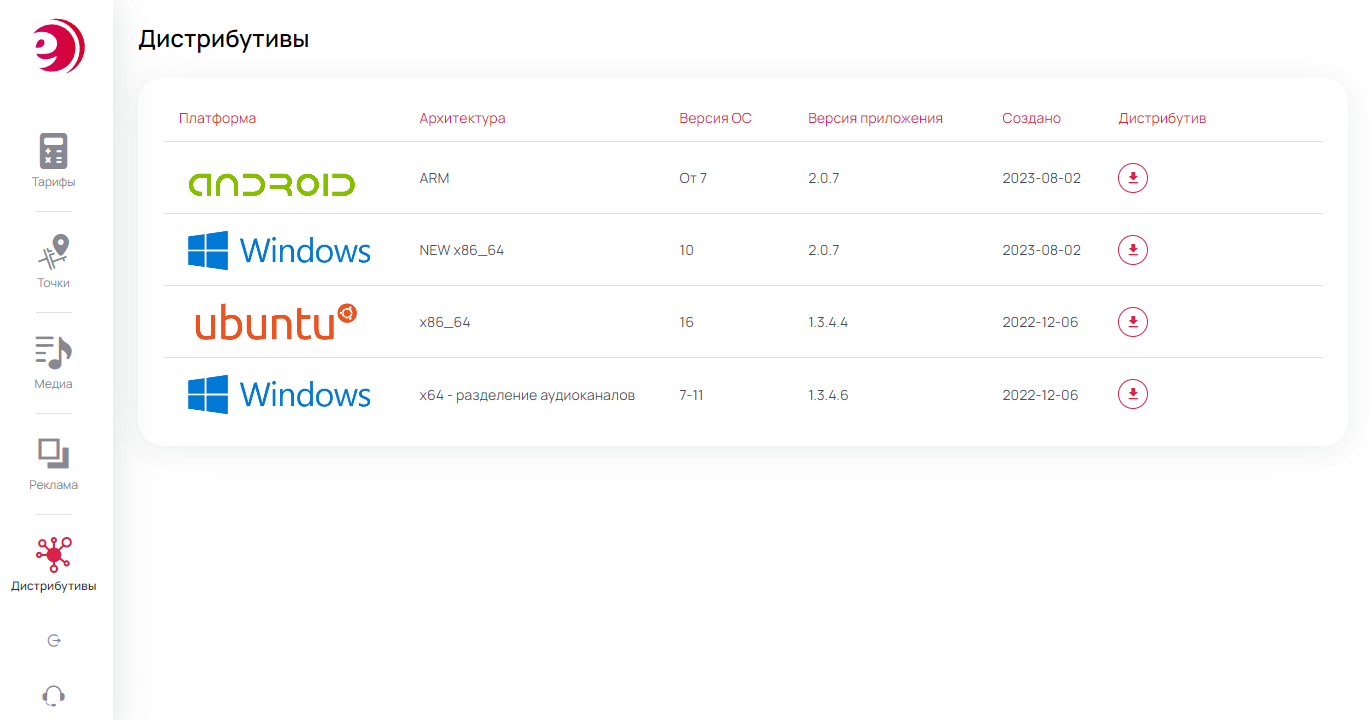 Дистрибутивы
Платформа Архитектура Версия ОС Версия приложения Создано Дистрибутив
ANDROID ARM От 7 2.0.7 2023-08-02
Windows NEW x86_64 10 2.0.7 2023-08-02
ubuntu x86_64 16 1.3.4.4 2022-12-06
Windows x64 - разделение аудиоканалов 7-11 1.3.4.6 2022-12-06
Тарифы
Точки
Медиа
Реклама
Дистрибутивы